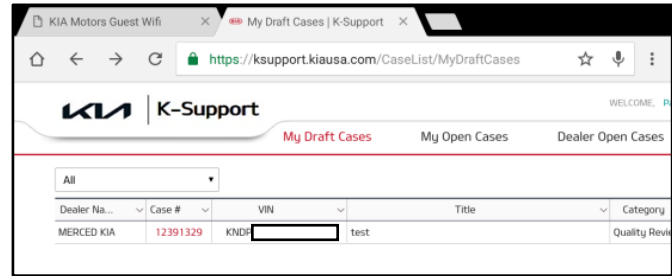 KIA Motors Guest Wifi My Draft Cases | K-Support
https://ksupport.kiausa.com/CaseList/MyDraftCases
KIA K-Support WELCOME,
My Draft Cases My Open Cases Dealer Open Cases
All
Dealer Na... Case # VIN Title Category
MERCED KIA 12391329 KNDP test Quality Revie